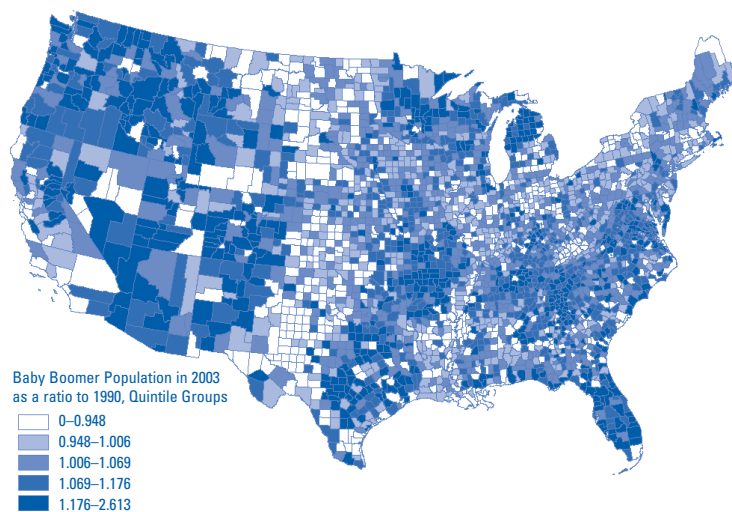 Baby Boomer Population in 2003
as a ratio to 1990, Quintile Groups
0–0.948
0.948–1.006
1.006–1.069
1.069–1.176
1.176–2.613